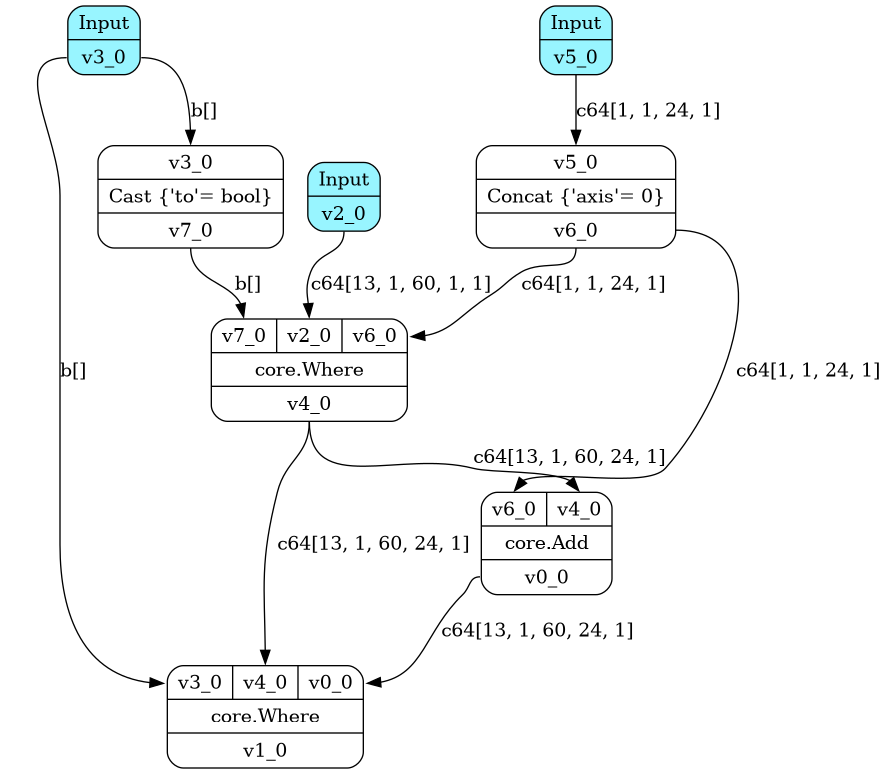 Input
v3_0
Input
v5_0
b[]
c64[1, 1, 24, 1]
v3_0
Cast {'to'= bool}
v7_0
Input
v2_0
v5_0
Concat {'axis'= 0}
v6_0
b[]
c64[13, 1, 60, 1, 1]
c64[1, 1, 24, 1]
v7_0 v2_0 v6_0
core.Where
v4_0
b[]
c64[1, 1, 24, 1]
c64[13, 1, 60, 24, 1]
v6_0 v4_0
core.Add
v0_0
c64[13, 1, 60, 24, 1]
c64[13, 1, 60, 24, 1]
v3_0 v4_0 v0_0
core.Where
v1_0